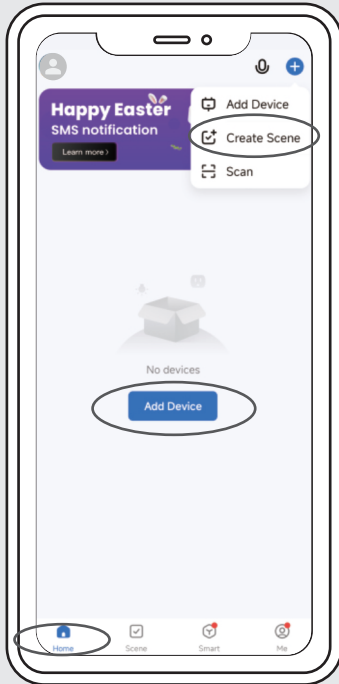 Happy Easter
SMS notification
Learn more >
Add Device
Create Scene
Scan
No devices
Add Device
Home
Scene
Smart
Me